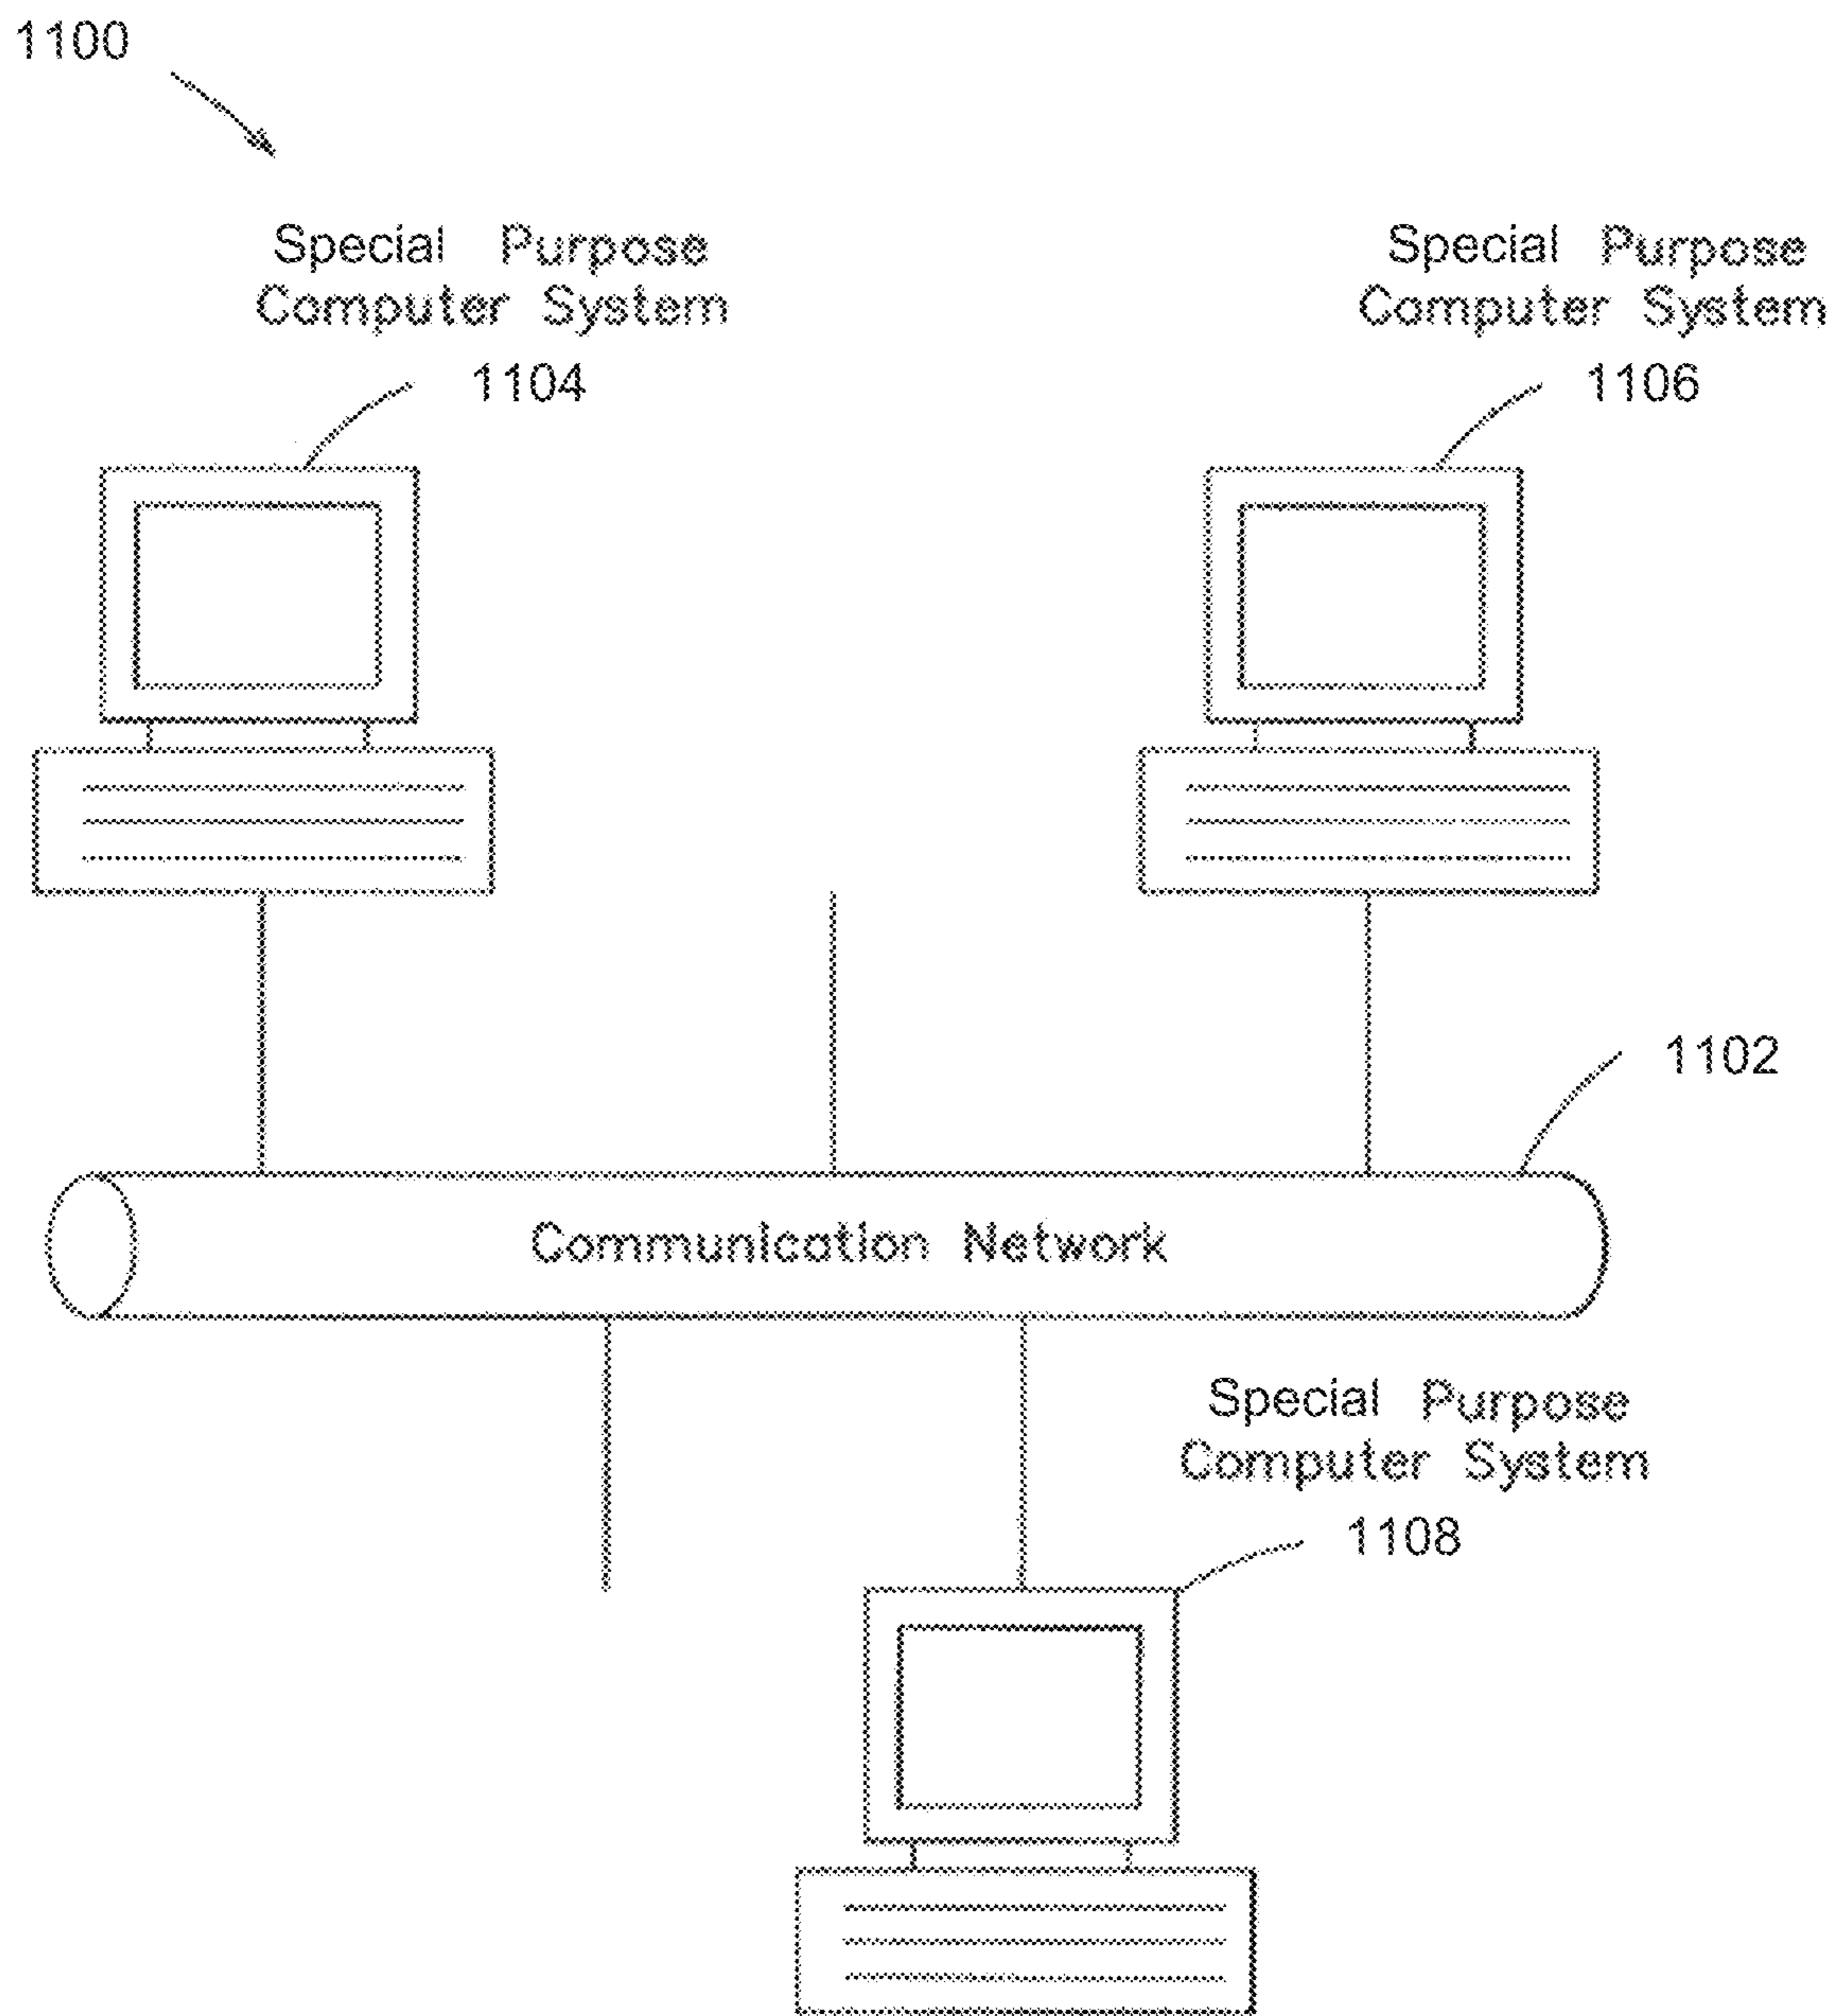 1100
Special Purpose
Computer System
1104
Special Purpose
Computer System
1106
1102
Communication Network
Special Purpose
Computer System
1108